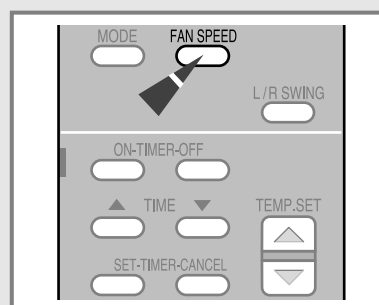 MODE FAN SPEED
L/R SWING
ON-TIMER-OFF
TIME TEMP.SET
SET-TIMER-CANCEL